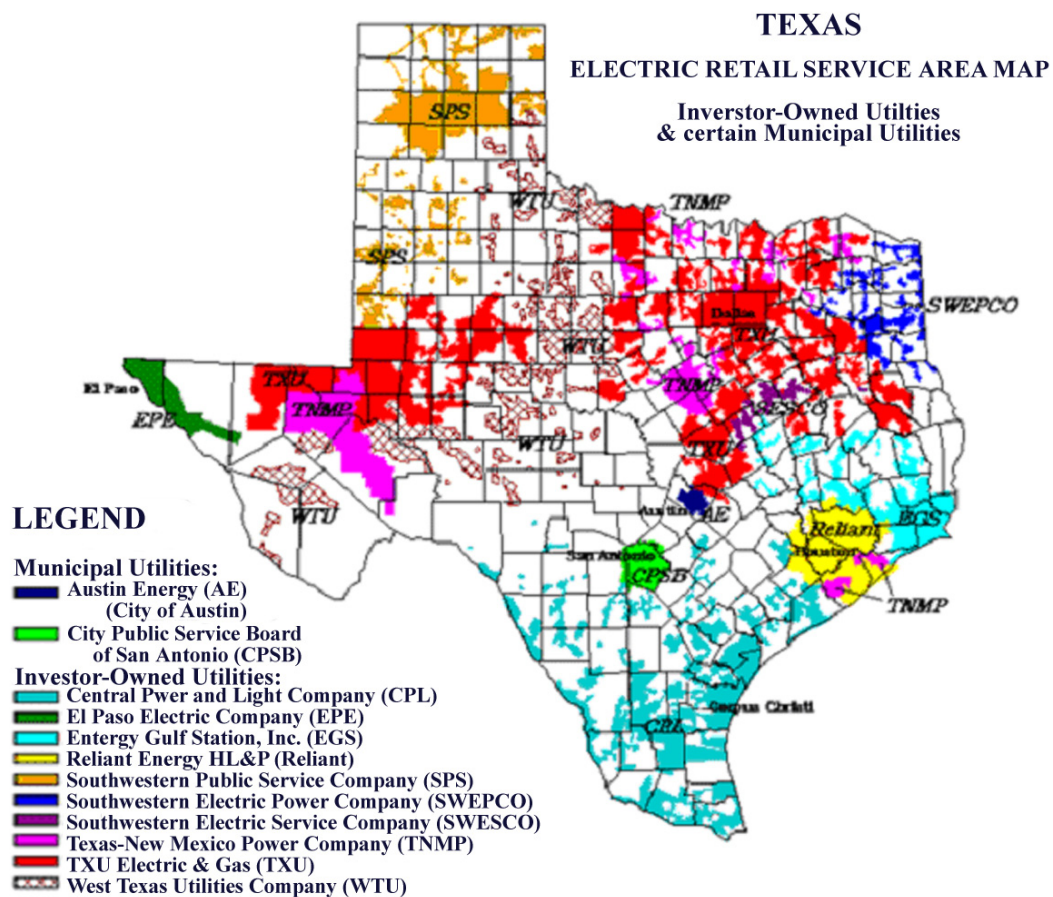 TEXAS
ELECTRIC RETAIL SERVICE AREA MAP
Inverstor-Owned Utilties
& certain Municipal Utilities
SPS
TNMP
WTU
SPS
SWEPCO
Dallas
TXU
WTU
El Paso
TXU
TNMP
TNMP
SESCO
EPE
WTU
TXU
WTU
Austin
AE
EGS
Reliant
Houston
San Antonio
CPSB
TNMP
Corpus Christi
CPL
LEGEND
Municipal Utilities:
Austin Energy (AE)
(City of Austin)
City Public Service Board
of San Antonio (CPSB)
Investor-Owned Utilities:
Central Pwer and Light Company (CPL)
El Paso Electric Company (EPE)
Entergy Gulf Station, Inc. (EGS)
Reliant Energy HL&P (Reliant)
Southwestern Public Service Company (SPS)
Southwestern Electric Power Company (SWEPCO)
Southwestern Electric Service Company (SWESCO)
Texas-New Mexico Power Company (TNMP)
TXU Electric & Gas (TXU)
West Texas Utilities Company (WTU)